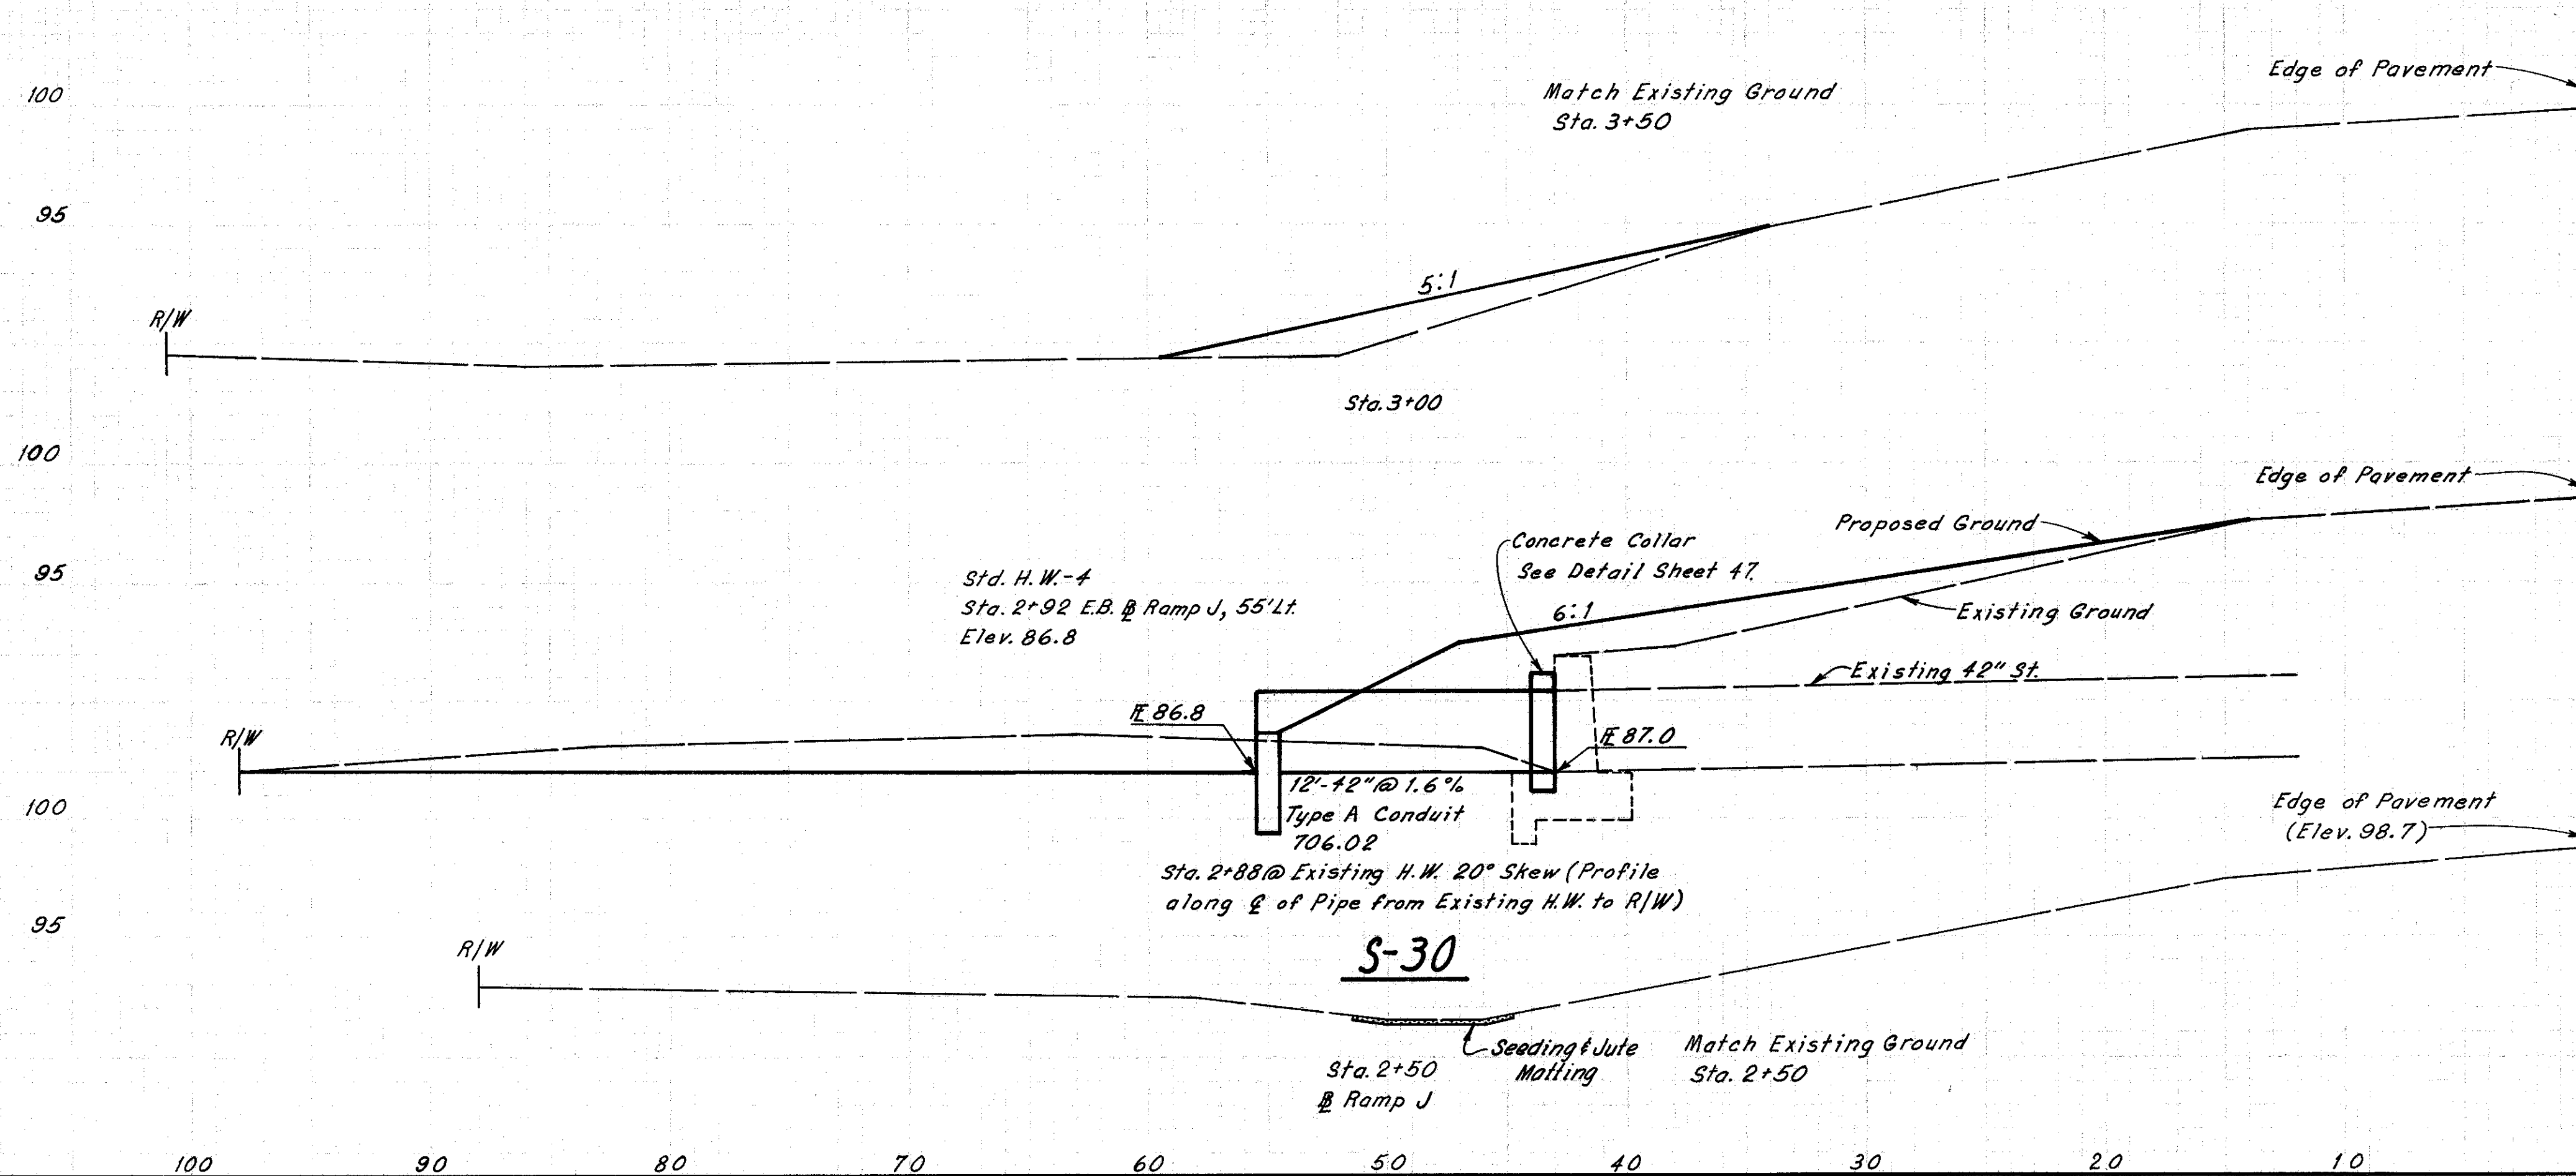 Edge of Pavement
100
Match Existing Ground
Sta. 3+50
95
5:1
R/W
Sta. 3+00
100
Edge of Pavement
Proposed Ground
Concrete Collar
See Detail Sheet 47.
95
Std. H.W.-4
Sta. 2+92 E.B. BL Ramp J, 55' Lt.
Elev. 86.8
6:1
Existing Ground
Existing 42" St.
FE 86.8
R/W
FE 87.0
12'-42" @ 1.6%
Type A Conduit
706.02
100
Edge of Pavement
(Elev. 98.7)
Sta. 2+88 @ Existing H.W. 20° Skew (Profile
along CL of Pipe from Existing H.W. to R/W)
95
S-30
R/W
Seeding & Jute
Matting
Match Existing Ground
Sta. 2+50
Sta. 2+50
BL Ramp J
100 90 80 70 60 50 40 30 20 10